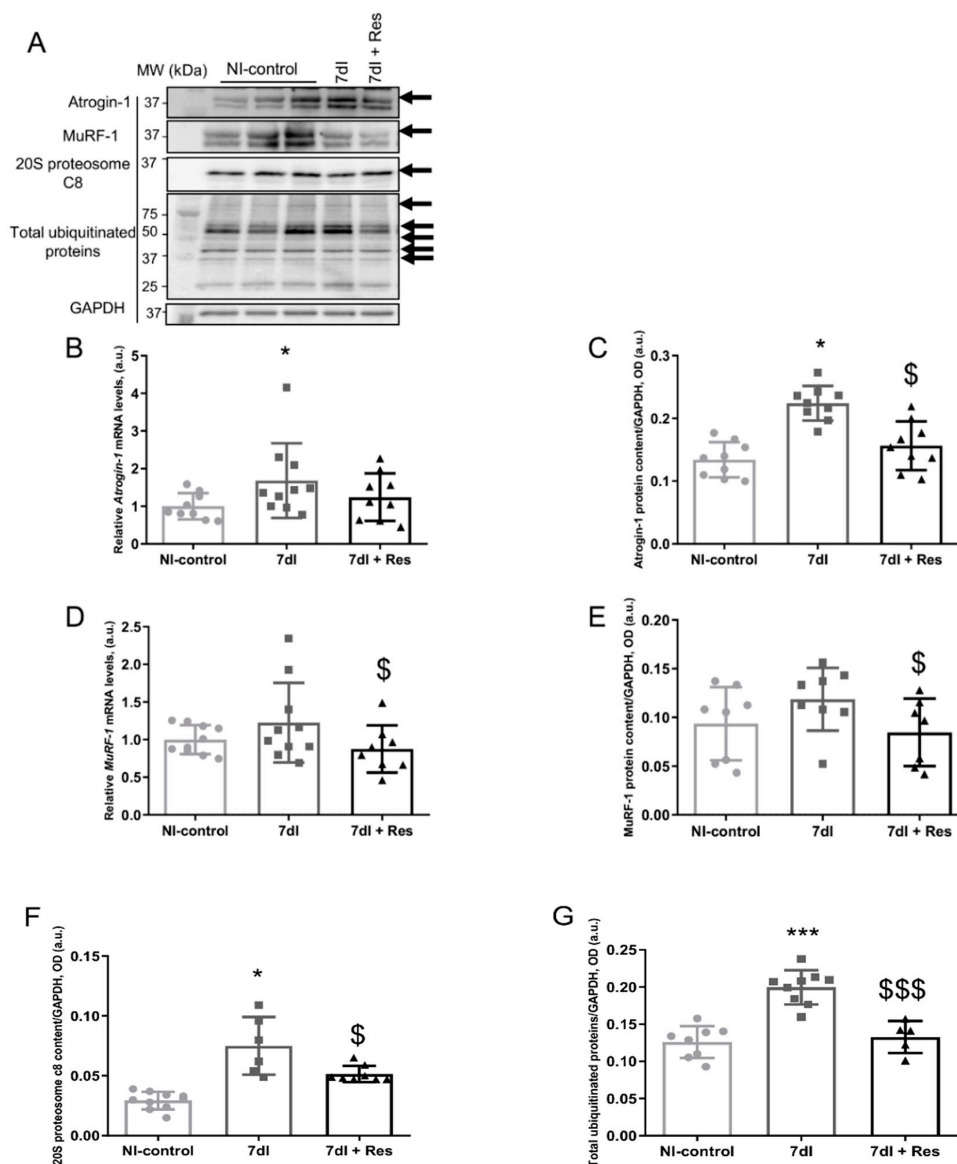 A
MW (kDa)
NI-control
7dI
7dI + Res
Atrogin-1
37
MuRF-1
37
20S proteosome
C8
37
Total ubiquitinated
proteins
75
50
37
25
GAPDH
37
B
Relative Atrogin-1 mRNA levels, (a.u.)
5
4
3
2
1
0
*
NI-control
7dI
7dI + Res
C
Atrogin-1 protein content/GAPDH, OD (a.u.)
0.3
0.2
0.1
0.0
*
$
NI-control
7dI
7dI + Res
D
Relative MuRF-1 mRNA levels, (a.u.)
2.5
2.0
1.5
1.0
0.5
0.0
$
NI-control
7dI
7dI + Res
E
MuRF-1 protein content/GAPDH, OD (a.u.)
0.20
0.15
0.10
0.05
0.00
$
NI-control
7dI
7dI + Res
F
20S proteosome c8 content/GAPDH, OD (a.u.)
0.15
0.10
0.05
0.00
*
$
NI-control
7dI
7dI + Res
G
Total ubiquitinated proteins/GAPDH, OD (a.u.)
0.25
0.20
0.15
0.10
0.05
0.00
***
$$$
NI-control
7dI
7dI + Res